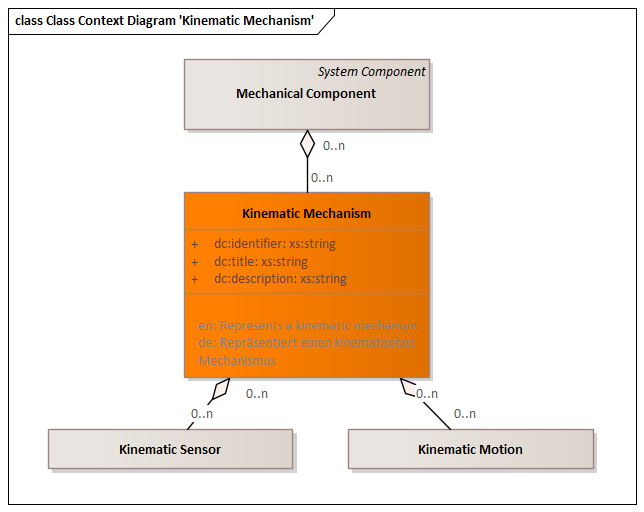 class Class Context Diagram 'Kinematic Mechanism'
System Component
Mechanical Component
0..n
0..n
Kinematic Mechanism
+ dc:identifier: xs:string
+ dc:title: xs:string
+ dc:description: xs:string
en: Represents a kinematic mechanism
de: Repräsentiert einen kinematischen
Mechanismus
0..n
0..n
0..n
0..n
Kinematic Sensor
Kinematic Motion